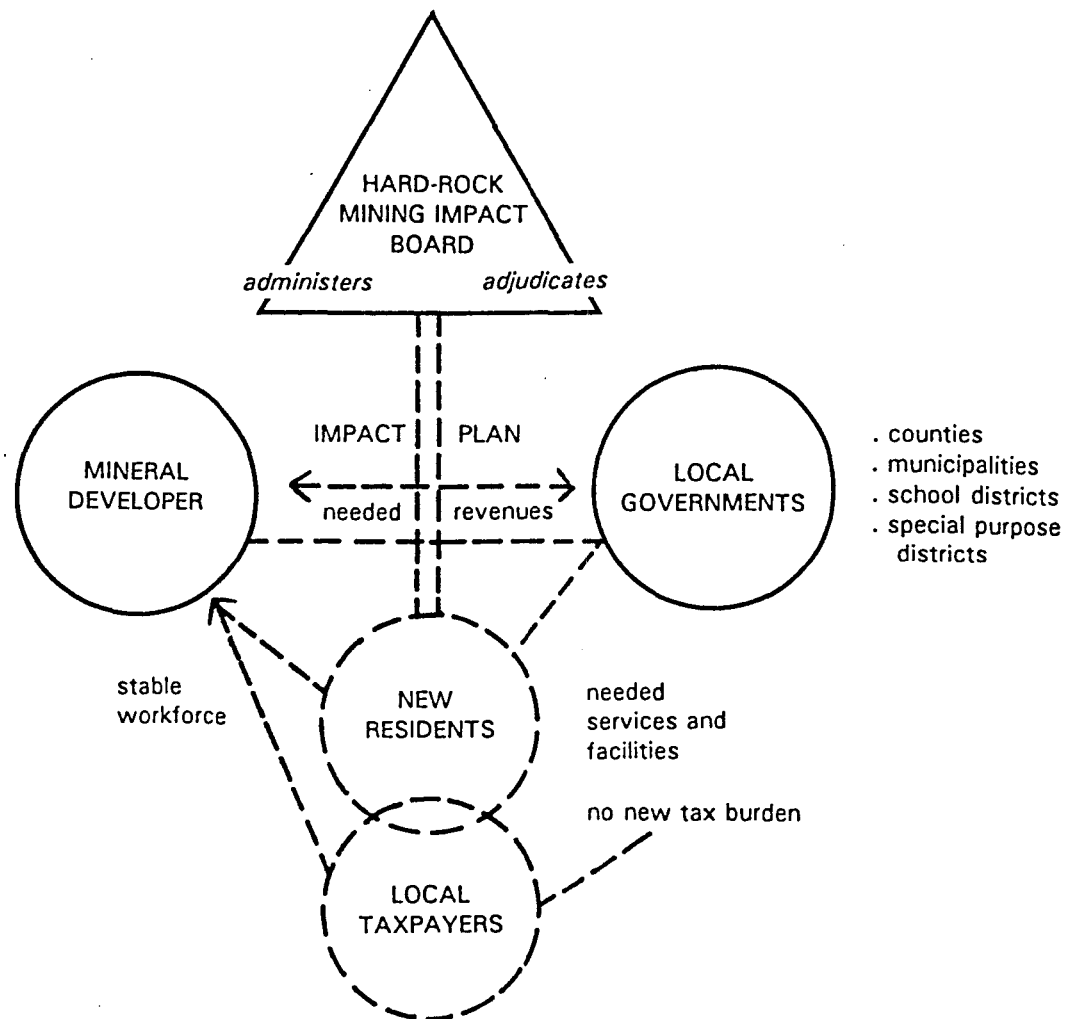 HARD-ROCK
MINING IMPACT
BOARD
administers adjudicates
IMPACT PLAN
needed revenues
MINERAL
DEVELOPER
LOCAL
GOVERNMENTS
. counties
. municipalities
. school districts
. special purpose
districts
stable
workforce
NEW
RESIDENTS
needed
services and
facilities
no new tax burden
LOCAL
TAXPAYERS